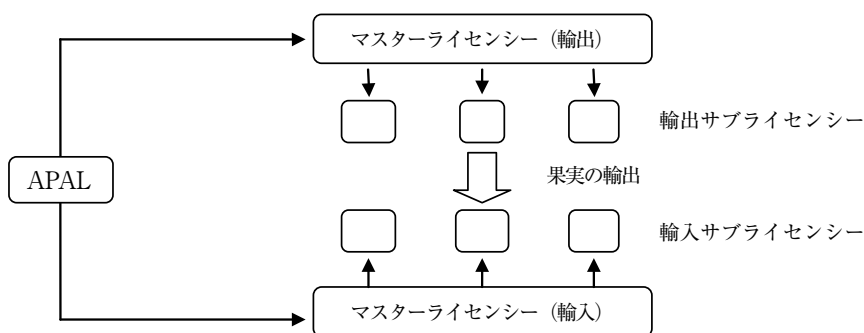 マスターライセンシー（輸出）
輸出サブライセンシー
APAL
果実の輸出
輸入サブライセンシー
マスターライセンシー（輸入）